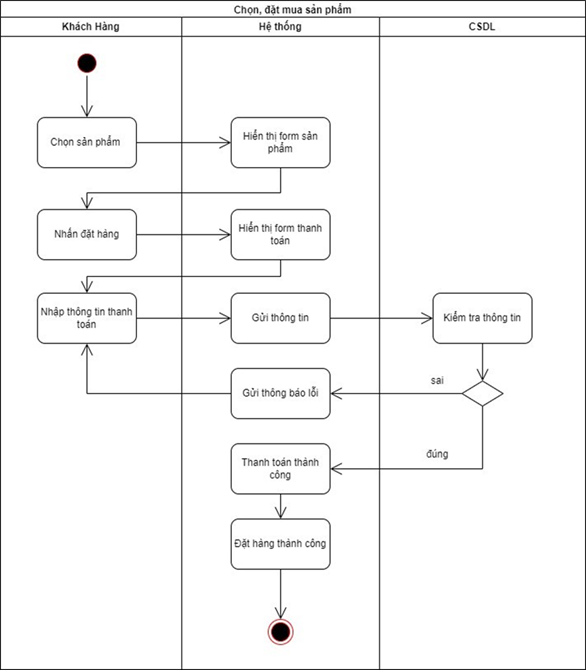 Chọn, đặt mua sản phẩm
Khách Hàng
Hệ thống
CSDL
Chọn sản phẩm
Hiển thị form sản
phẩm
Nhấn đặt hàng
Hiển thị form thanh
toán
Nhập thông tin thanh
toán
Gửi thông tin
Kiểm tra thông tin
Gửi thông báo lỗi
sai
Thanh toán thành
công
đúng
Đặt hàng thành công